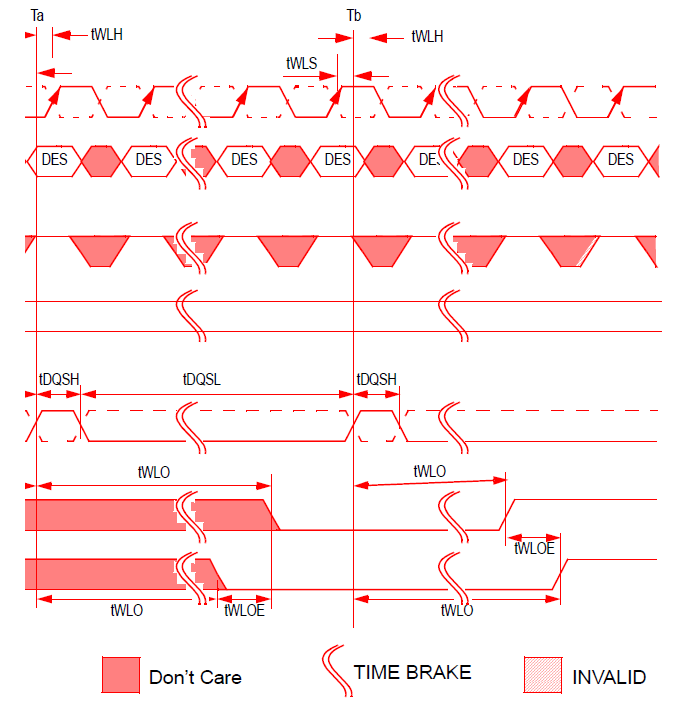 Ta Tb
tWLH tWLH
tWLS
DES DES DES DES DES DES DES
tDQSH tDQSL tDQSH
tWLO tWLO
tWLOE
tWLO tWLOE tWLO
Don't Care TIME BRAKE INVALID